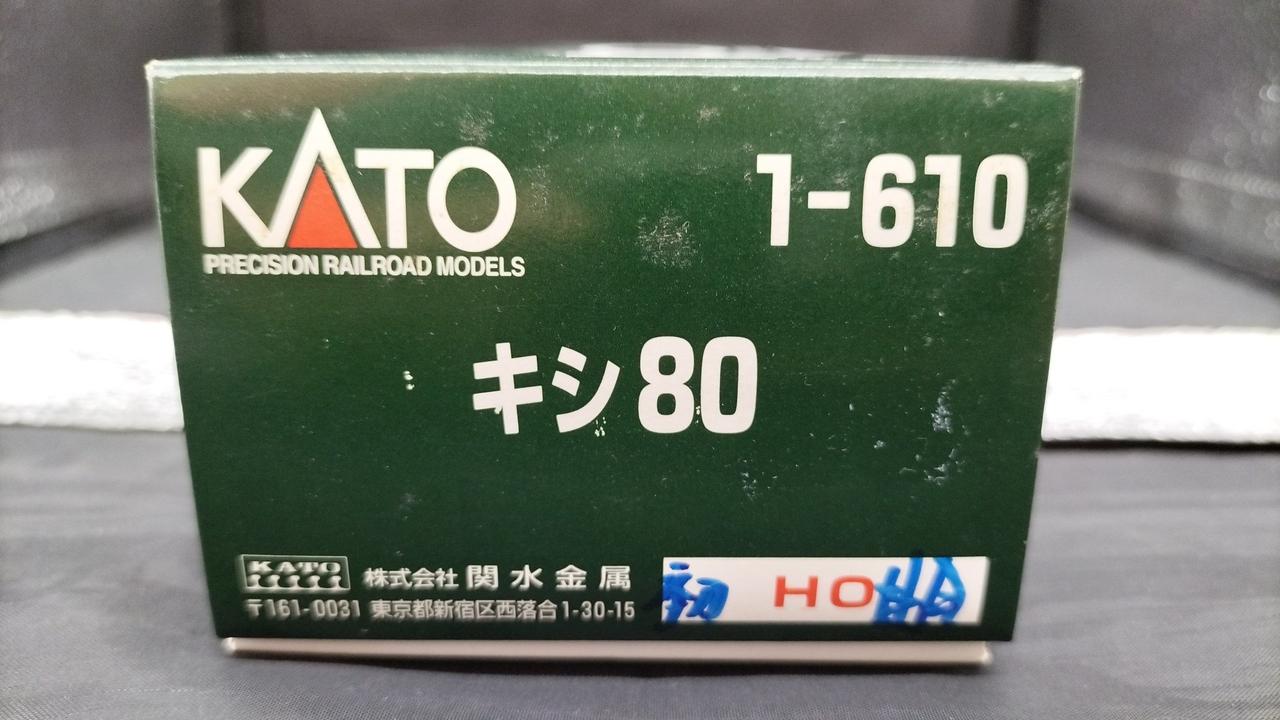 KATO
PRECISION RAILROAD MODELS
1-610
キシ80
KATO
株式会社 関水金属
〒161-0031 東京都新宿区西落合1-30-15
HO